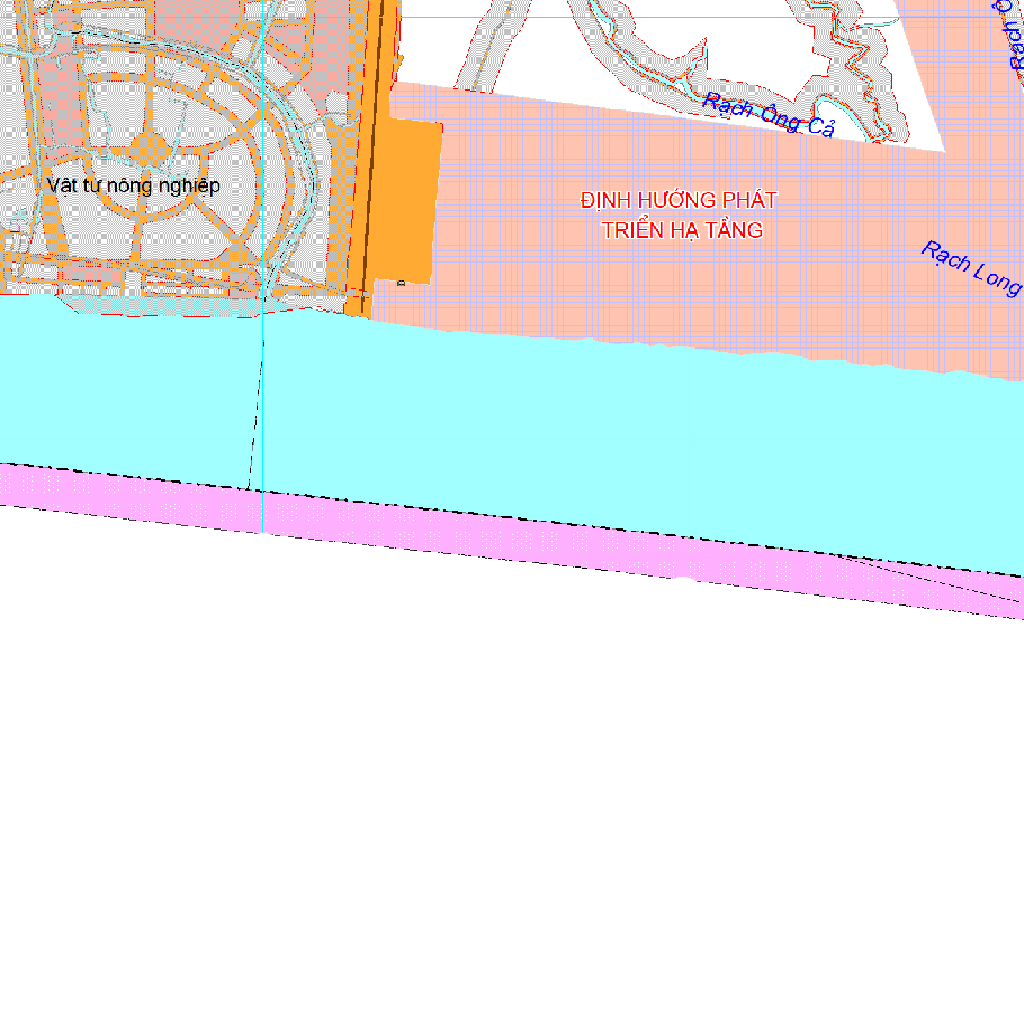 Rạch Ông Cả
Vật tư nông nghiệp
ĐỊNH HƯỚNG PHÁT
TRIỂN HẠ TẦNG
Rạch Long